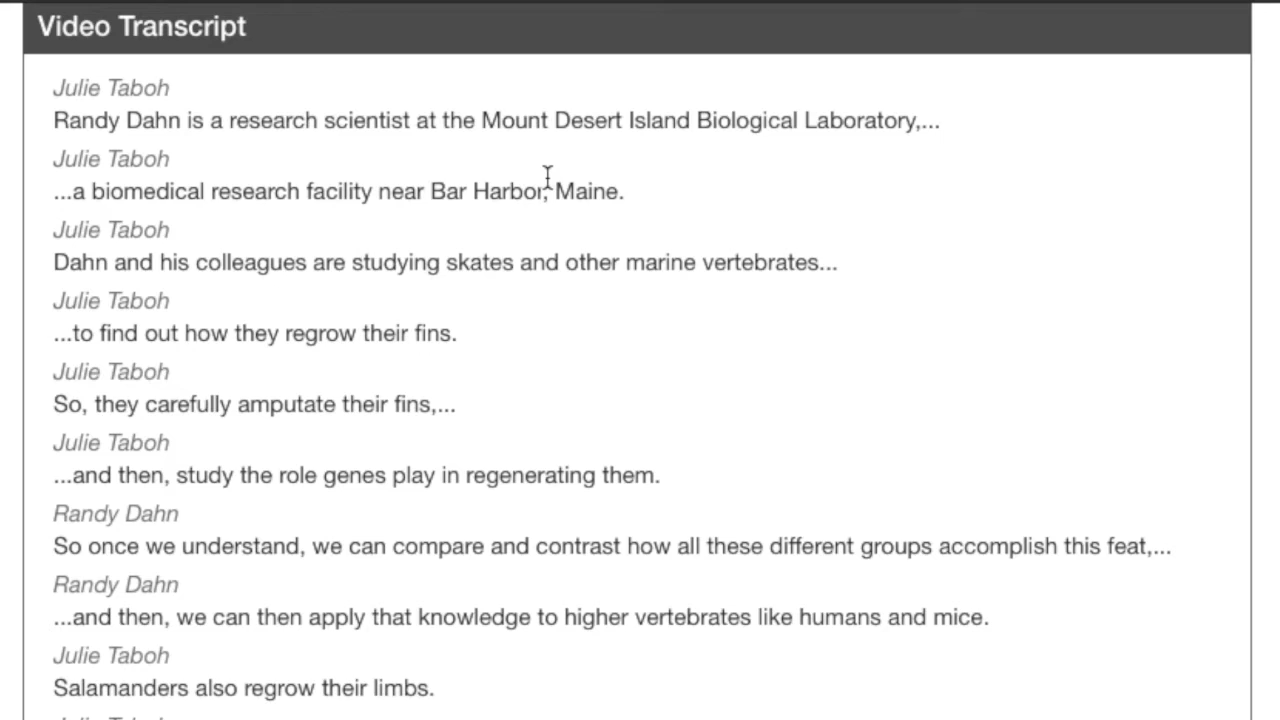 Video Transcript
Julie Taboh
Randy Dahn is a research scientist at the Mount Desert Island Biological Laboratory,...
Julie Taboh
...a biomedical research facility near Bar Harbor, Maine.
Julie Taboh
Dahn and his colleagues are studying skates and other marine vertebrates...
Julie Taboh
...to find out how they regrow their fins.
Julie Taboh
So, they carefully amputate their fins,...
Julie Taboh
...and then, study the role genes play in regenerating them.
Randy Dahn
So once we understand, we can compare and contrast how all these different groups accomplish this feat,...
Randy Dahn
...and then, we can then apply that knowledge to higher vertebrates like humans and mice.
Julie Taboh
Salamanders also regrow their limbs.